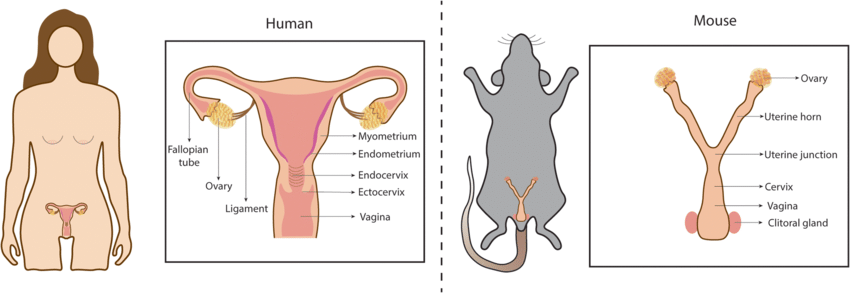 Human
Fallopian
tube
Ovary
Ligament
Myometrium
Endometrium
Endocervix
Ectocervix
Vagina
Mouse
Ovary
Uterine horn
Uterine junction
Cervix
Vagina
Clitoral gland